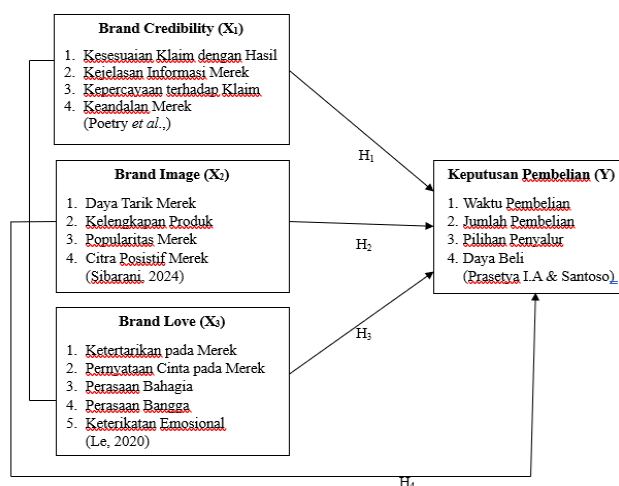 Brand Credibility (X1)
1. Kesesuaian Klaim dengan Hasil
2. Kejelasan Informasi Merek
3. Kepercayaan terhadap Klaim
4. Keandalan Merek
(Poetry et al.,)
H1
Brand Image (X2)
1. Daya Tarik Merek
2. Kelengkapan Produk
3. Popularitas Merek
4. Citra Posistif Merek
(Sibarani, 2024)
H2
Keputusan Pembelian (Y)
1. Waktu Pembelian
2. Jumlah Pembelian
3. Pilihan Penyalur
4. Daya Beli
(Prasetya I.A & Santoso)
Brand Love (X3)
1. Ketertarikan pada Merek
2. Pernyataan Cinta pada Merek
3. Perasaan Bahagia
4. Perasaan Bangga
5. Keterikatan Emosional
(Le, 2020)
H3
H4